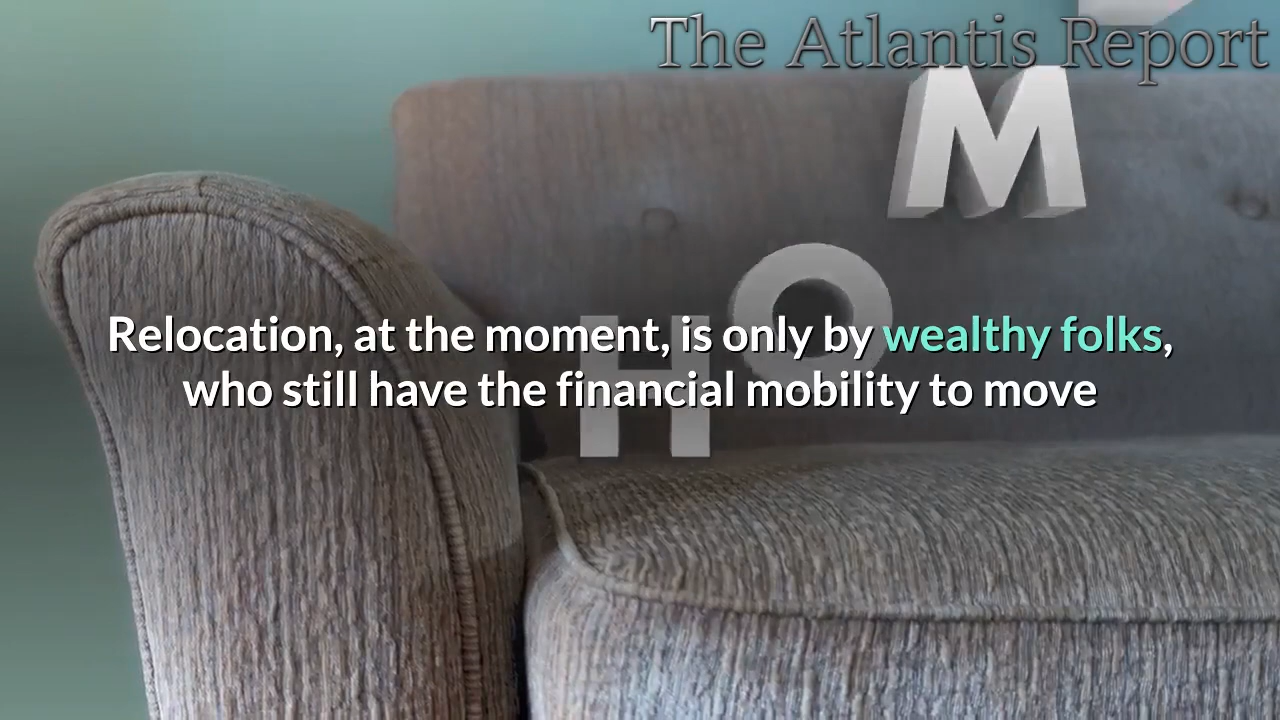 The Atlantis Report
HOM
Relocation, at the moment, is only by wealthy folks,
who still have the financial mobility to move